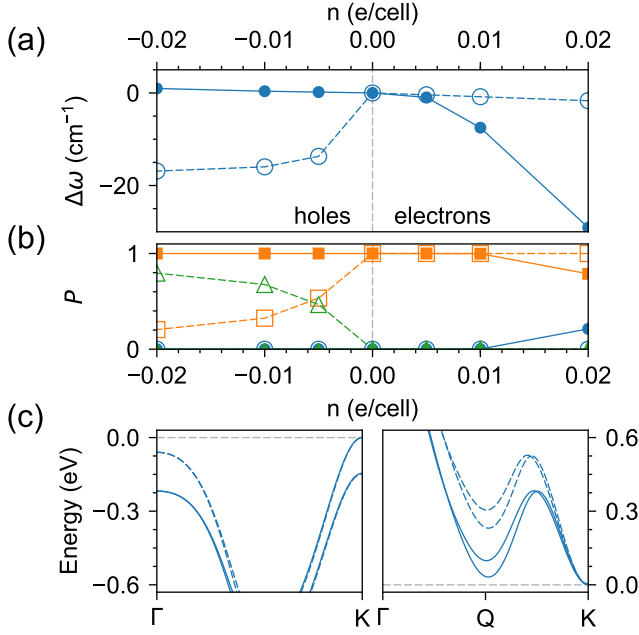 n (e/cell)
(a)
−0.02 −0.01 0.00 0.01 0.02
0
−20
Δω (cm⁻¹)
holes electrons
(b)
1
0
P
−0.02 −0.01 0.00 0.01 0.02
n (e/cell)
(c)
0.0 0.6
−0.3 0.3
−0.6 0.0
Energy (eV)
Γ K Γ Q K